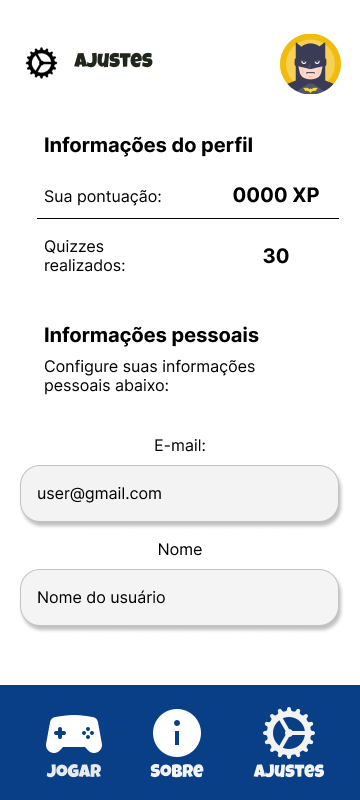 AJUSTES
Informações do perfil
Sua pontuação: 0000 XP
Quizzes
realizados:
30
Informações pessoais
Configure suas informações
pessoais abaixo:
E-mail:
user@gmail.com
Nome
Nome do usuário
JOGAR SOBRE AJUSTES